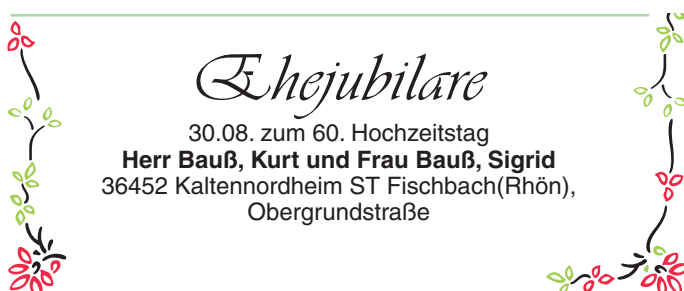 Ehejubilare
30.08. zum 60. Hochzeitstag
Herr Bauß, Kurt und Frau Bauß, Sigrid
36452 Kaltennordheim ST Fischbach(Rhön),
Obergrundstraße